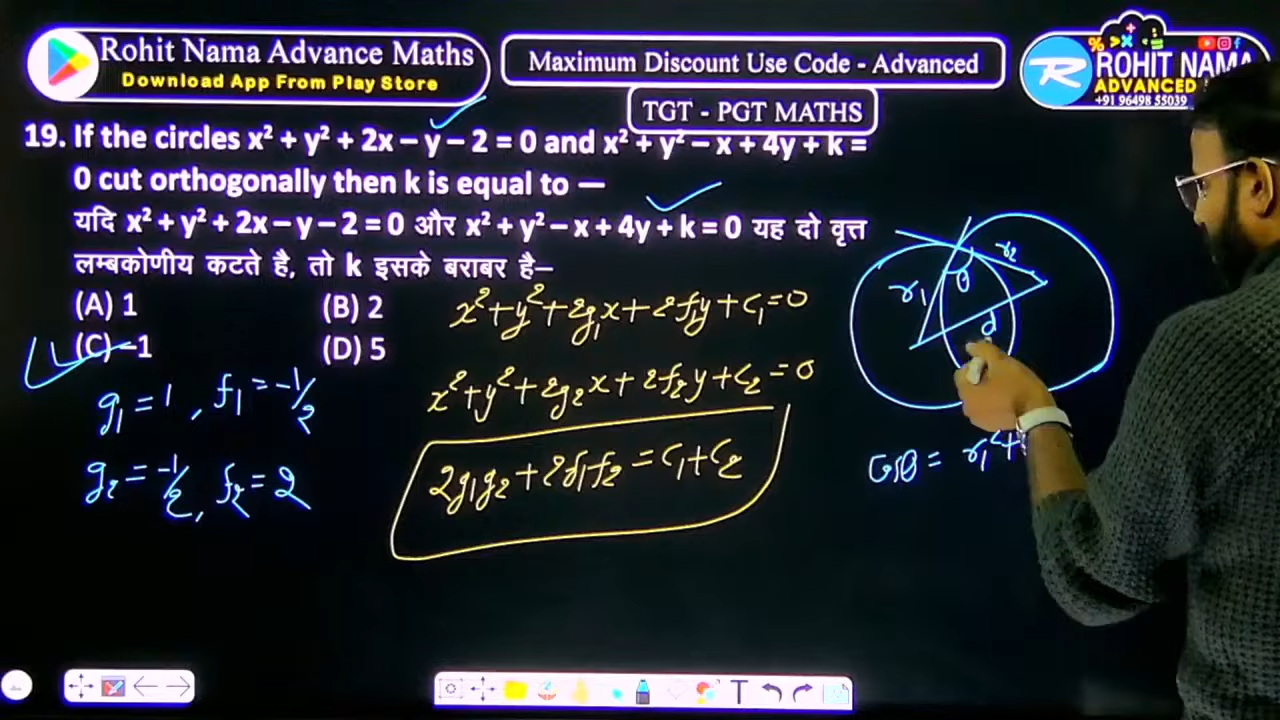 Rohit Nama Advance Maths
Download App From Play Store
Maximum Discount Use Code - Advanced
ROHIT NAMA
ADVANCED
+91 96498 55039
TGT - PGT MATHS
19. If the circles x² + y² + 2x – y – 2 = 0 and x² + y² – x + 4y + k =
0 cut orthogonally then k is equal to —
यदि x² + y² + 2x – y – 2 = 0 और x² + y² – x + 4y + k = 0 यह दो वृत्त
लम्बकोणीय कटते है, तो k इसके बराबर है–
(A) 1 (B) 2
(C) –1 (D) 5
x² + y² + 2g₁x + 2f₁y + c₁ = 0
x² + y² + 2g₂x + 2f₂y + c₂ = 0
2g₁g₂ + 2f₁f₂ = c₁ + c₂
g₁ = 1, f₁ = -1/2
g₂ = -1/2, f₂ = 2
r₁ θ r₂
d
Cosθ = r₁² +
T